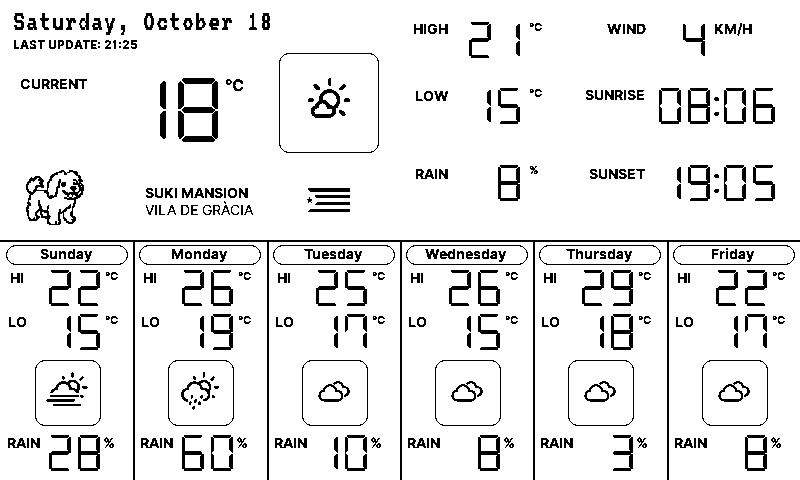 Saturday, October 18
LAST UPDATE: 21:25
CURRENT 18 °C
SUKI MANSION
VILA DE GRÀCIA
HIGH 21 °C
LOW 15 °C
RAIN 8 %
WIND 4 KM/H
SUNRISE 08:06
SUNSET 19:05
Sunday
HI 22 °C
LO 15 °C
RAIN 28 %
Monday
HI 26 °C
LO 19 °C
RAIN 60 %
Tuesday
HI 25 °C
LO 17 °C
RAIN 10 %
Wednesday
HI 26 °C
LO 15 °C
RAIN 8 %
Thursday
HI 29 °C
LO 18 °C
RAIN 3 %
Friday
HI 22 °C
LO 17 °C
RAIN 8 %